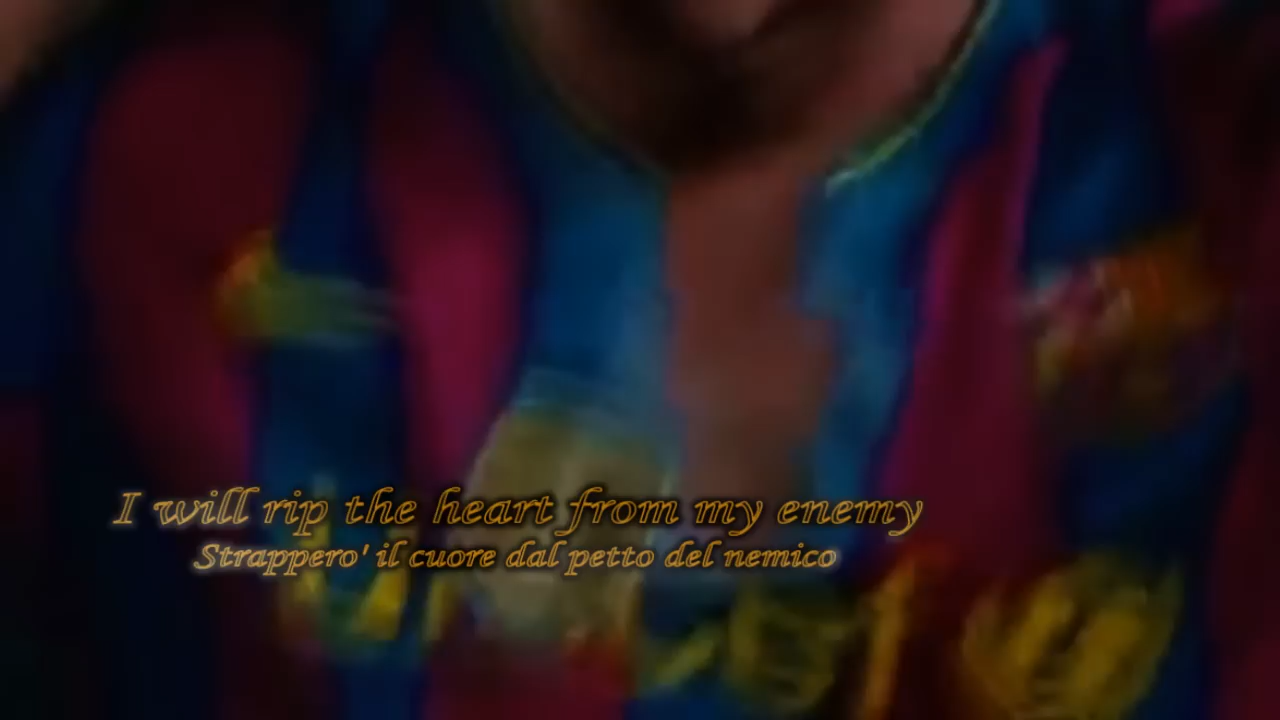 I will rip the heart from my enemy
Strappero' il cuore dal petto del nemico